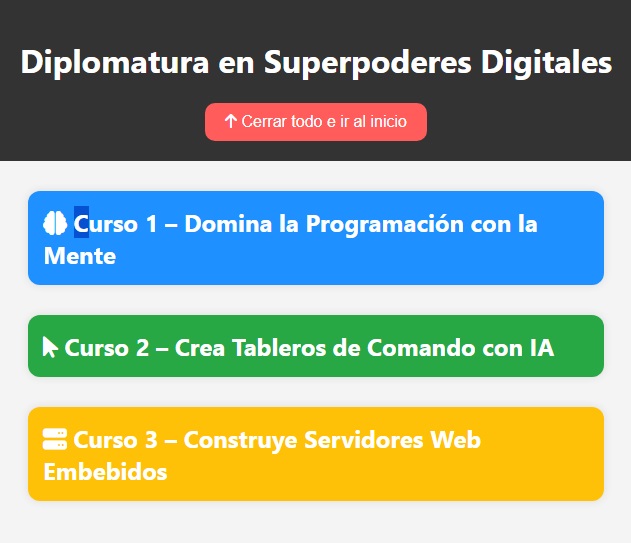 Diplomatura en Superpoderes Digitales
Cerrar todo e ir al inicio
Curso 1 – Domina la Programación con la
Mente
Curso 2 – Crea Tableros de Comando con IA
Curso 3 – Construye Servidores Web
Embebidos